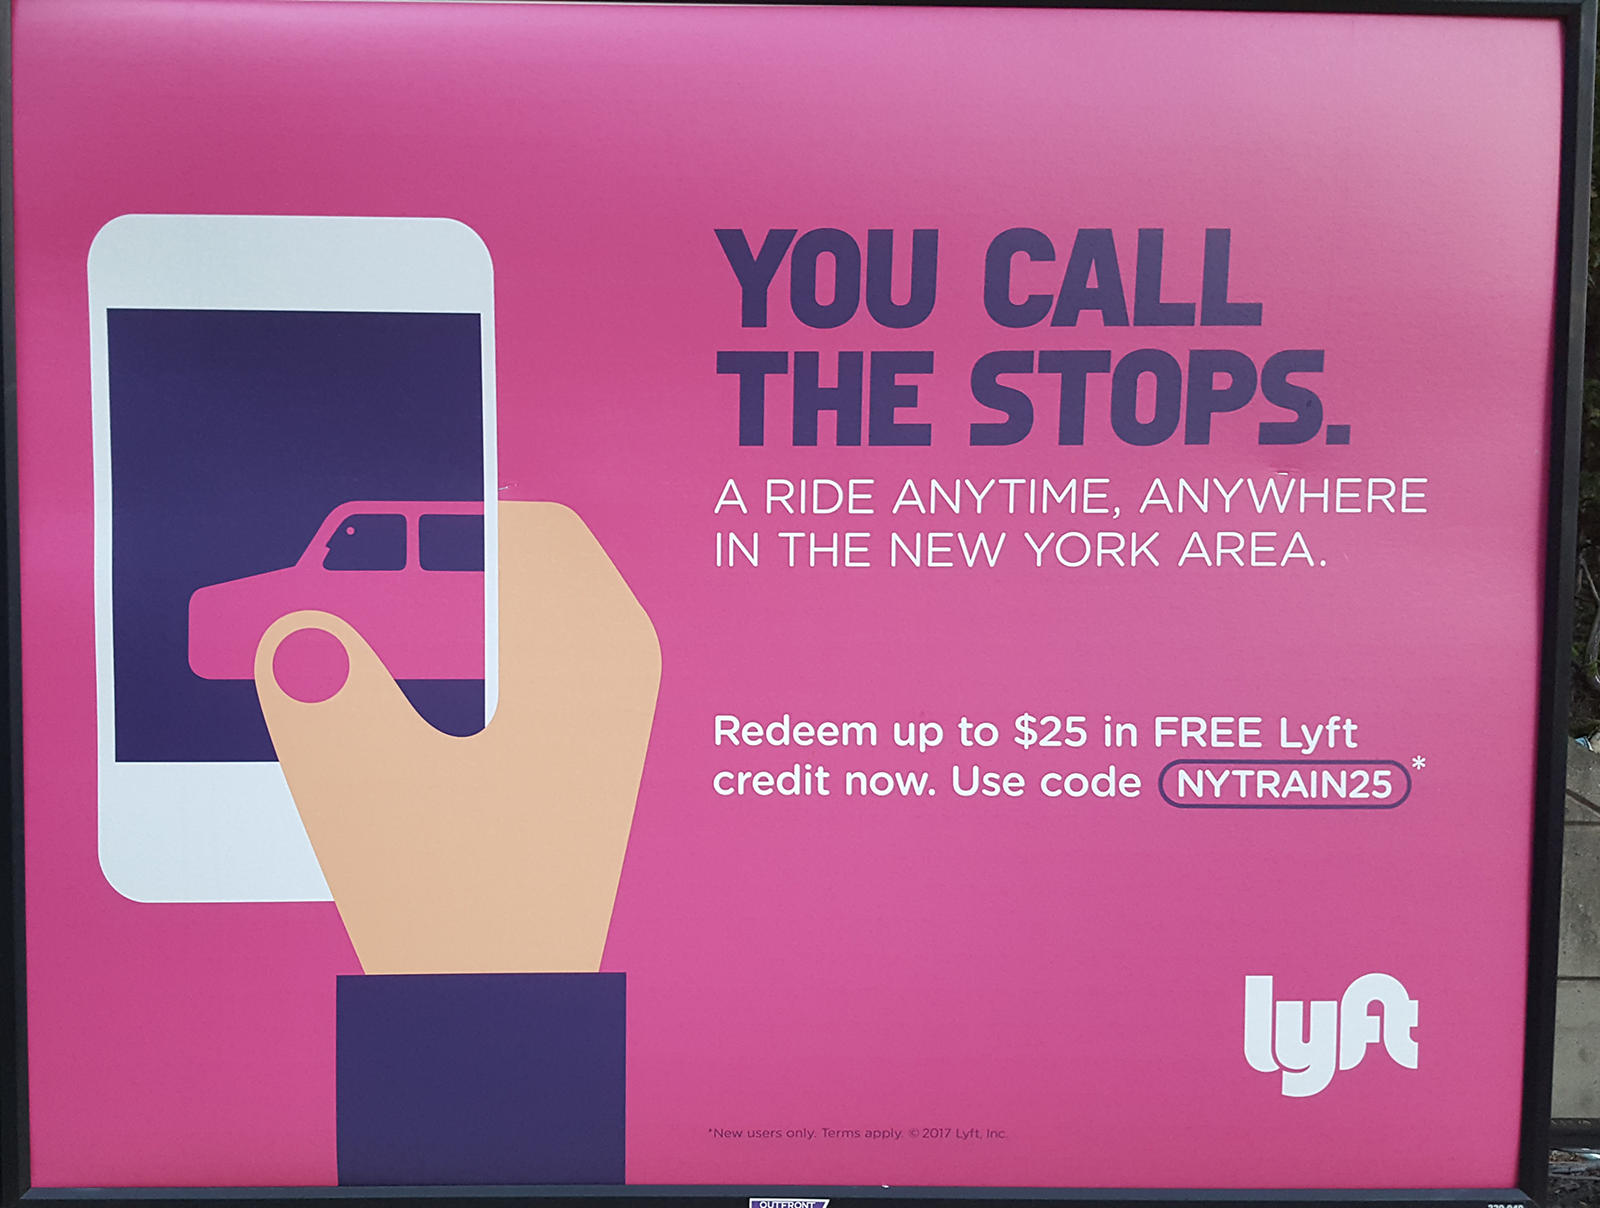 YOU CALL
THE STOPS.
A RIDE ANYTIME, ANYWHERE
IN THE NEW YORK AREA.
Redeem up to $25 in FREE Lyft
credit now. Use code NYTRAIN25*
lyft
*New users only. Terms apply. © 2017 Lyft, Inc.
OUTFRONT